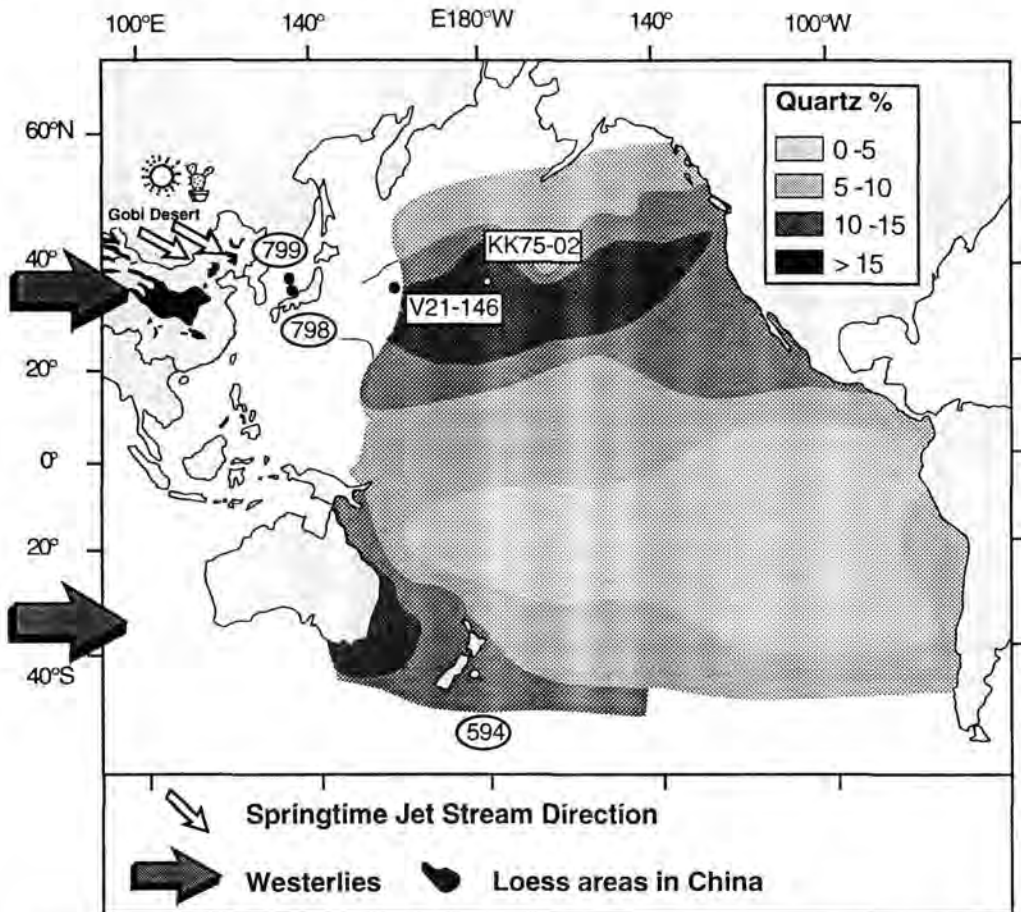 100°E 140° E180°W 140° 100°W
Quartz %
0-5
5-10
10-15
> 15
60°N
Gobi Desert
799
KK75-02
40°
V21-146
798
20°
0°
20°
40°S
594
Springtime Jet Stream Direction
Westerlies
Loess areas in China